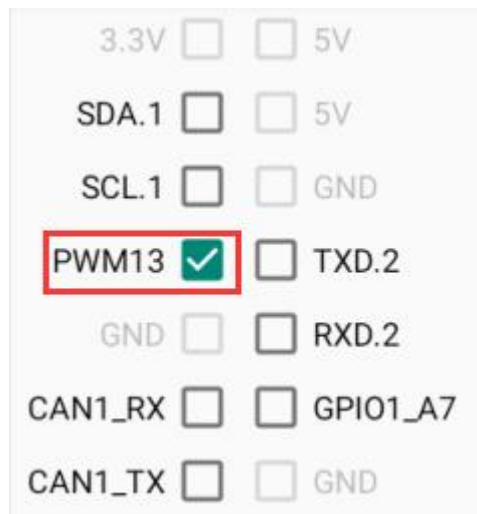 3.3V 5V
SDA.1 5V
SCL.1 GND
PWM13 TXD.2
GND RXD.2
CAN1_RX GPIO1_A7
CAN1_TX GND